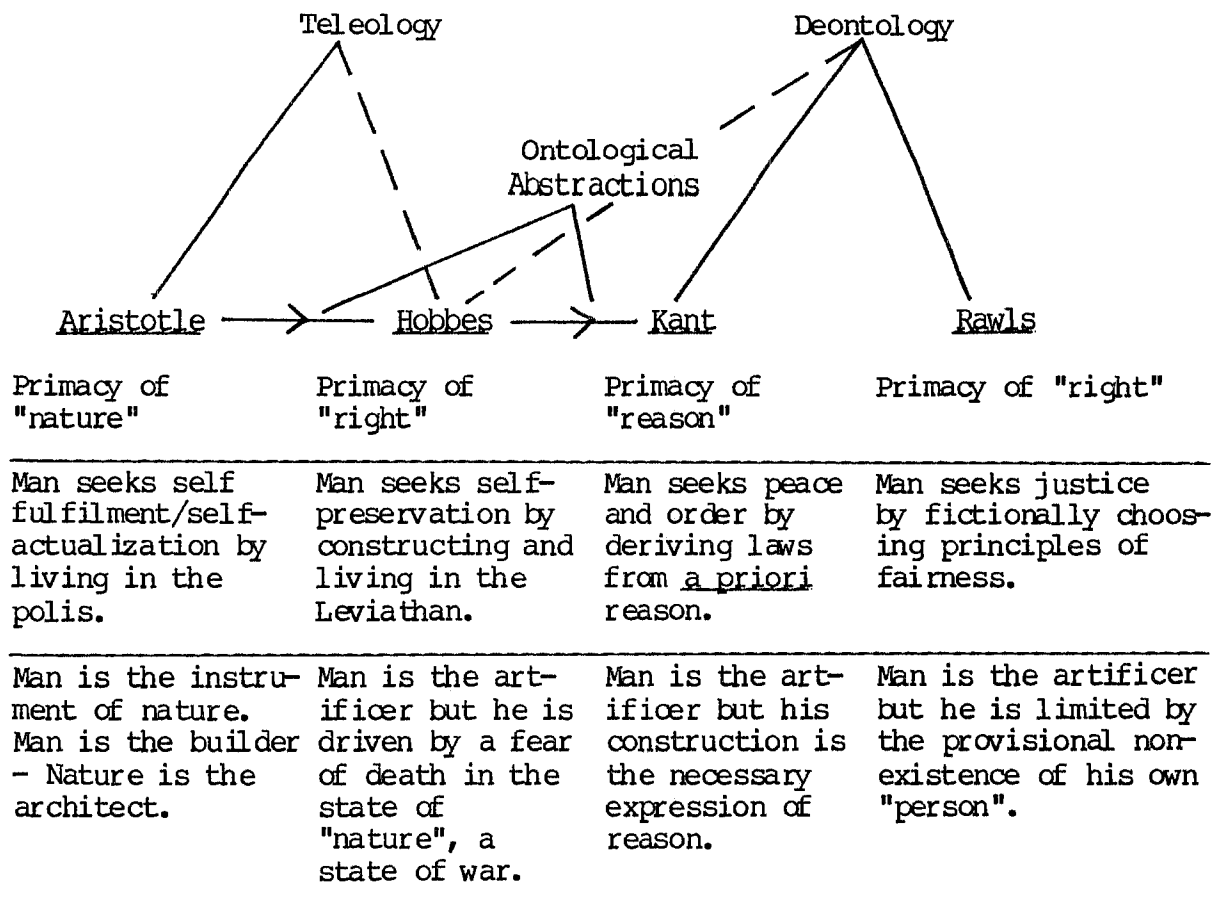 Teleology Deontology
Ontological
Abstractions
Aristotle Hobbes Kant Rawls
Primacy of "nature"
Primacy of "right"
Primacy of "reason"
Primacy of "right"
Man seeks self
fulfilment/self-
actualization by
living in the
polis.
Man seeks self-
preservation by
constructing and
living in the
Leviathan.
Man seeks peace
and order by
deriving laws
from a priori
reason.
Man seeks justice
by fictionally choos-
ing principles of
fairness.
Man is the instru-
ment of nature.
Man is the builder
- Nature is the
architect.
Man is the art-
ificer but he is
driven by a fear
of death in the
state of
"nature", a
state of war.
Man is the art-
ificer but his
construction is
the necessary
expression of
reason.
Man is the artificer
but he is limited by
the provisional non-
existence of his own
"person".